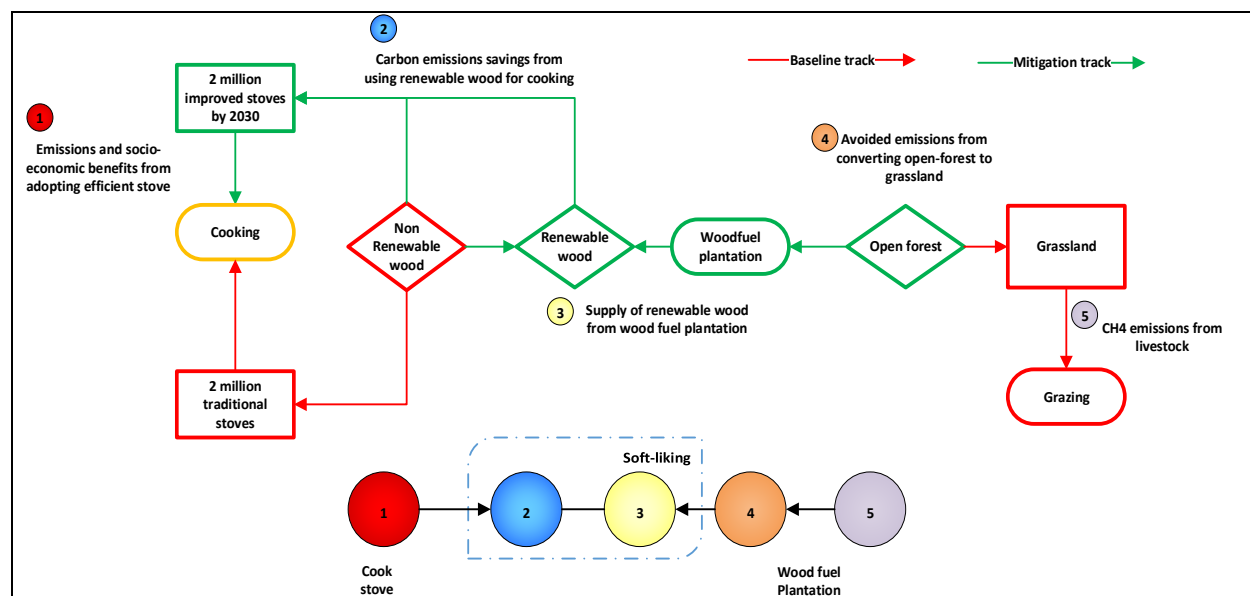 2
Carbon emissions savings from
using renewable wood for cooking
Baseline track
Mitigation track
2 million
improved stoves
by 2030
1
Emissions and socio-
economic benefits from
adopting efficient stove
4
Avoided emissions from
converting open-forest to
grassland
Cooking
Non
Renewable
wood
Renewable
wood
Woodfuel
plantation
Open forest
Grassland
3
Supply of renewable wood
from wood fuel plantation
5
CH4 emissions from
livestock
2 million
traditional
stoves
Grazing
Soft-liking
1
2
3
4
5
Cook
stove
Wood fuel
Plantation